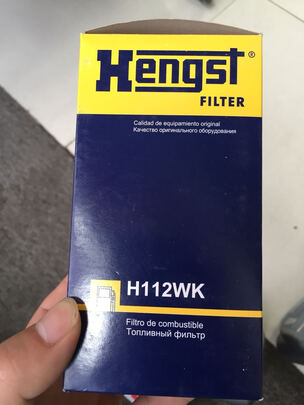 Hengst®
FILTER
Calidad de equipamiento original
Качество оригинального оборудования
H112WK
Filtro de combustible
Топливный фильтр